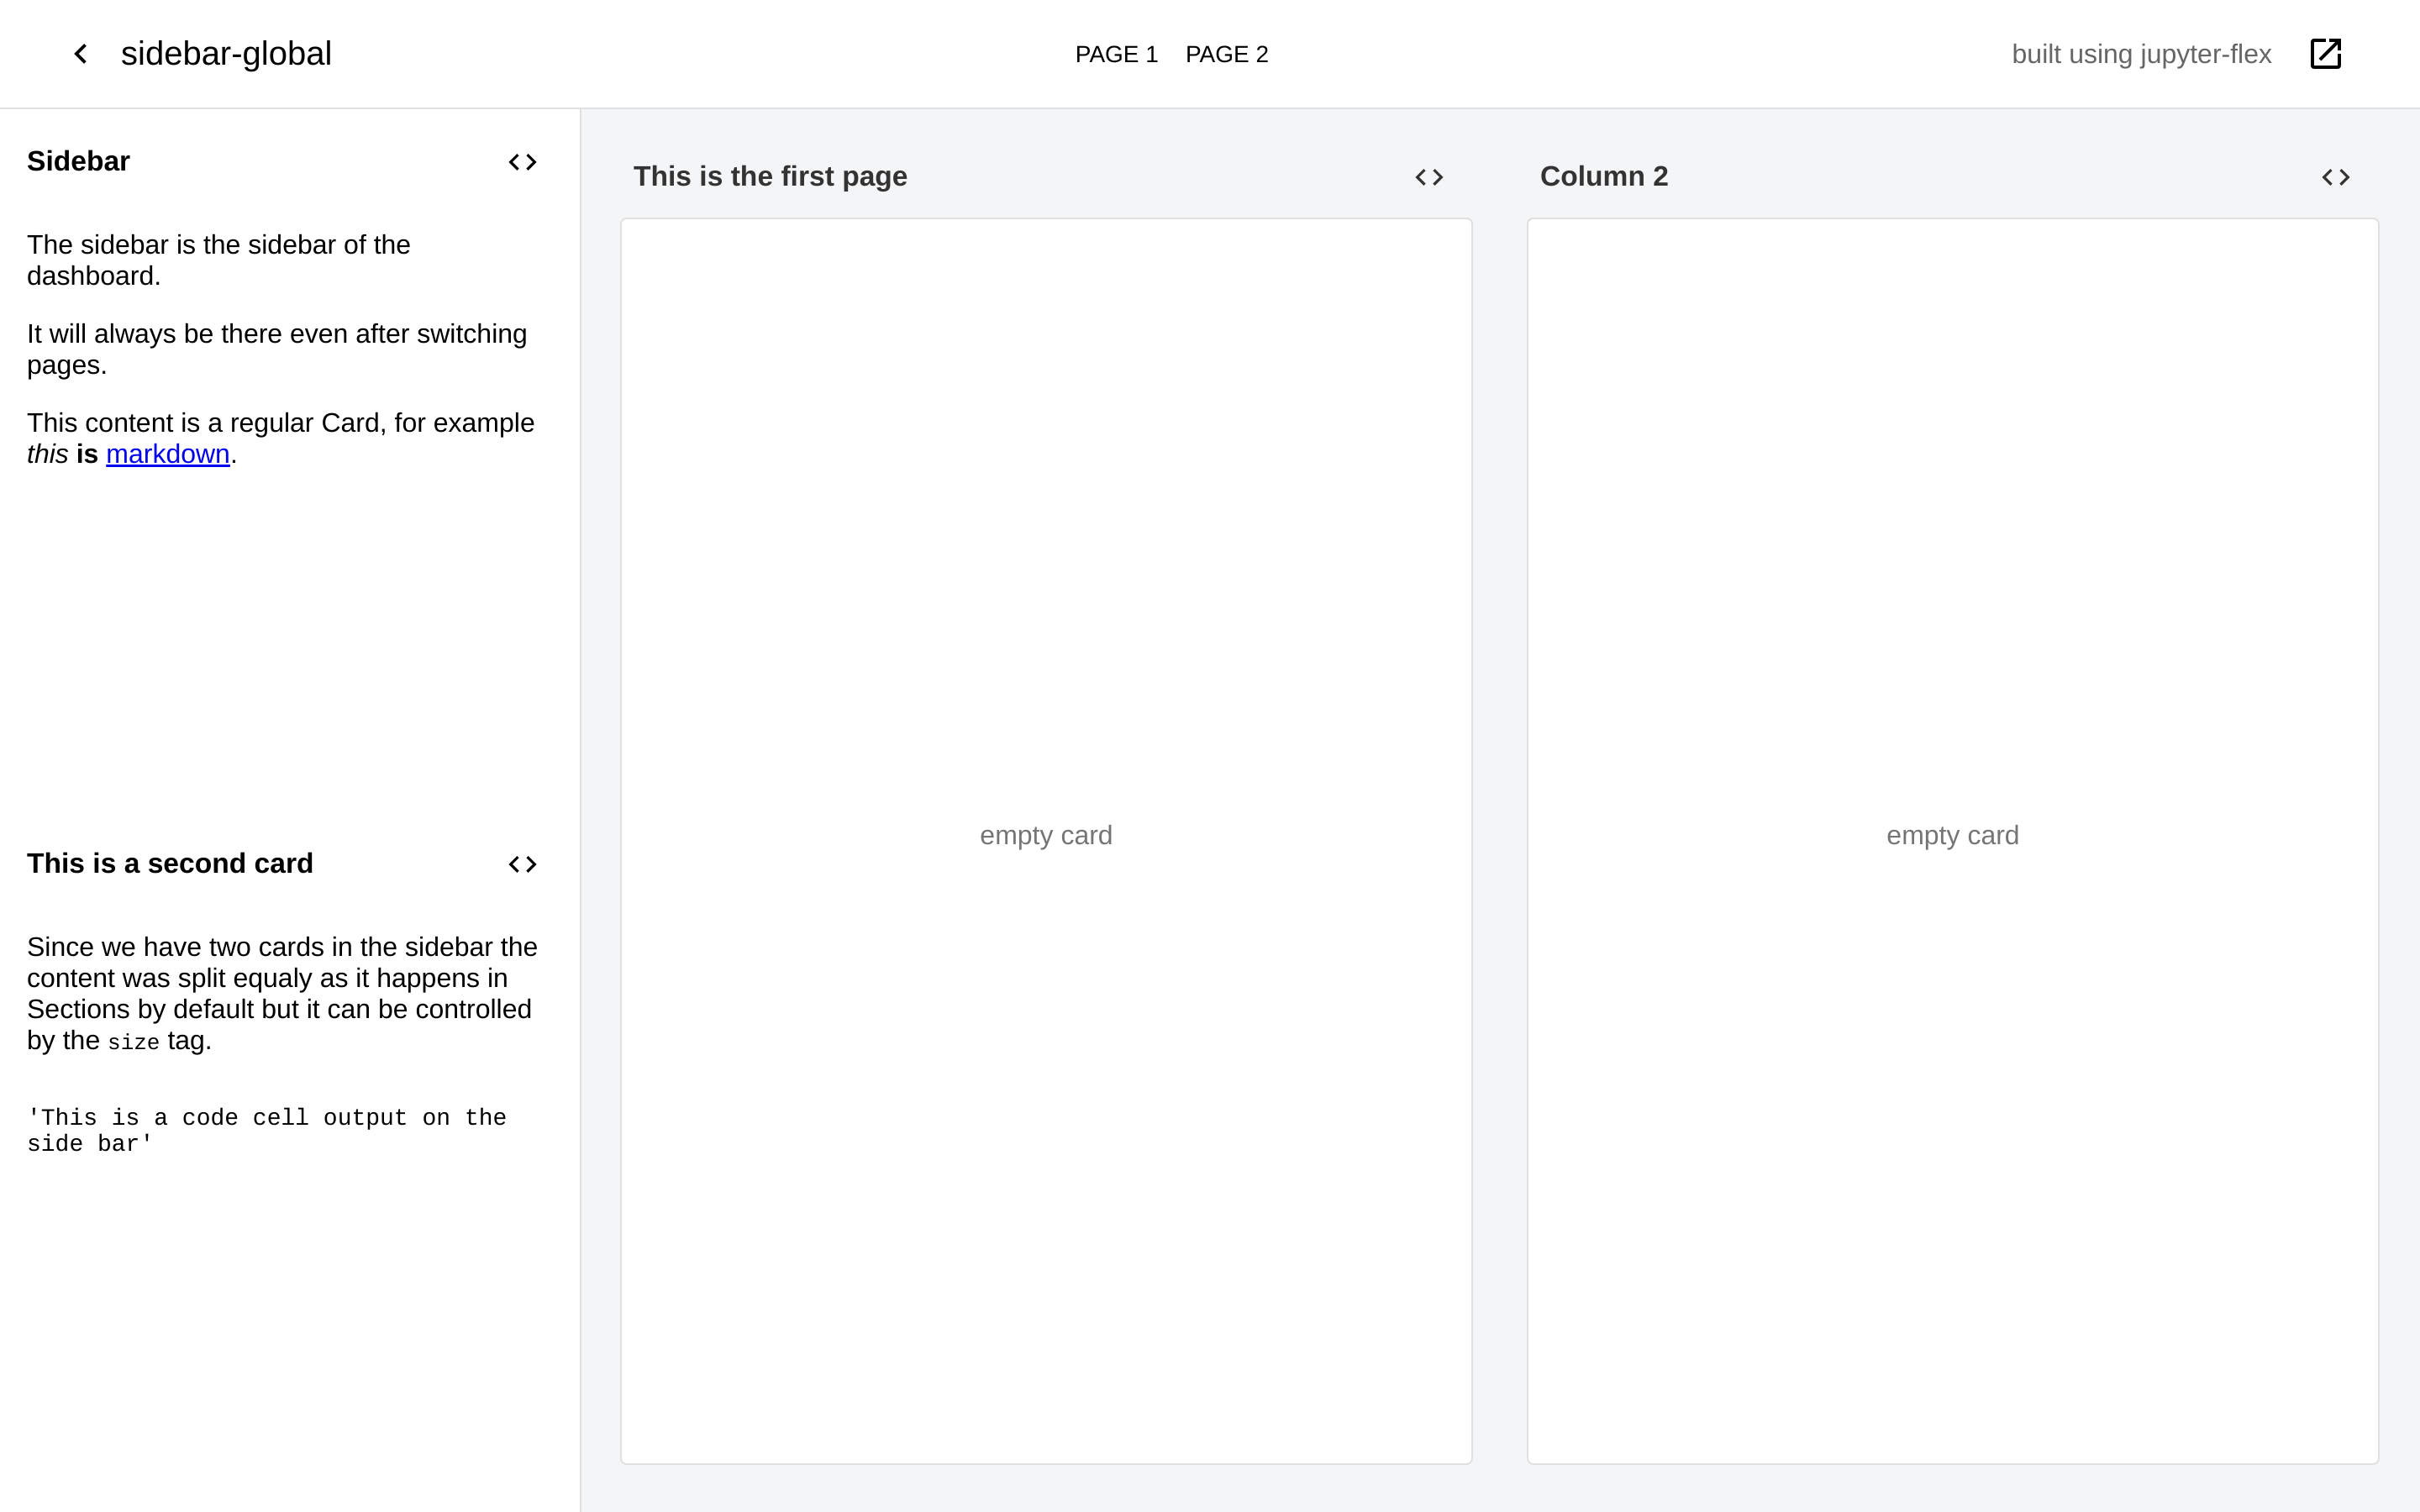 sidebar-global
PAGE 1 PAGE 2
built using jupyter-flex
Sidebar
The sidebar is the sidebar of the
dashboard.
It will always be there even after switching
pages.
This content is a regular Card, for example
this is markdown.
This is a second card
Since we have two cards in the sidebar the
content was split equaly as it happens in
Sections by default but it can be controlled
by the size tag.
'This is a code cell output on the
side bar'
This is the first page
empty card
Column 2
empty card